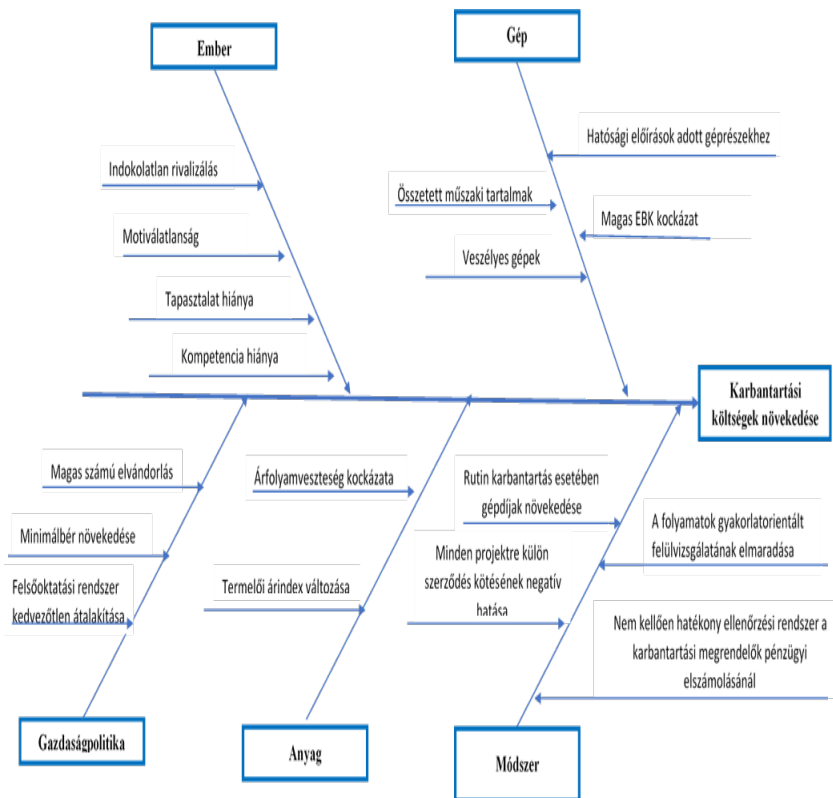 Ember
Gép
Hatósági előírások adott géprészekhez
Indokolatlan rivalizálás
Összetett műszaki tartalmak
Magas EBK kockázat
Motiválatlanság
Veszélyes gépek
Tapasztalat hiánya
Kompetencia hiánya
Karbantartási
költségek növekedése
Magas számú elvándorlás
Árfolyamveszteség kockázata
Rutin karbantartás esetében
gépdíjak növekedése
A folyamatok gyakorlatorientált
felülvizsgálatának elmaradása
Minimálbér növekedése
Minden projektre külön
szerződés kötésének negatív
hatása
Felsőoktatási rendszer
kedvezőtlen átalakítása
Termelői árindex változása
Nem kellően hatékony ellenőrzési rendszer a
karbantartási megrendelők pénzügyi
elszámolásánál
Gazdaságpolitika
Anyag
Módszer